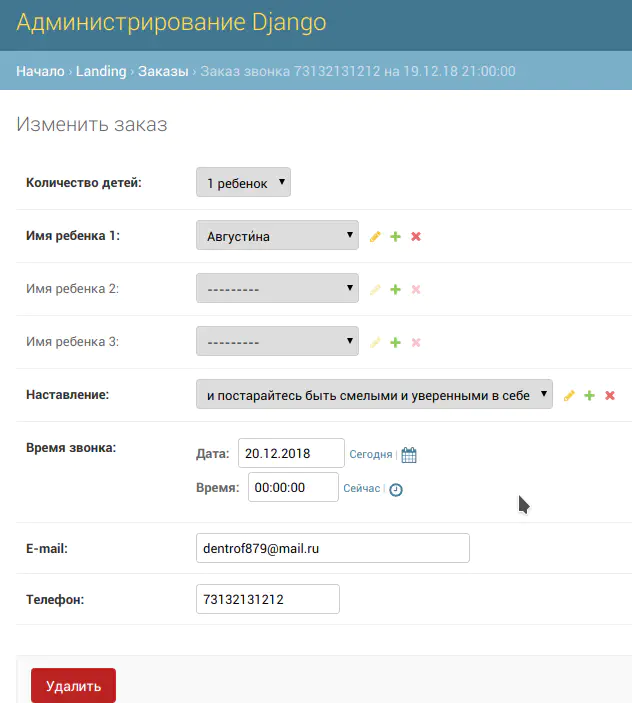 Администрирование Django
Начало › Landing › Заказы › Заказ звонка 73132131212 на 19.12.18 21:00:00
Изменить заказ
Количество детей: 1 ребенок
Имя ребенка 1: Августи́на
Имя ребенка 2: ---------
Имя ребенка 3: ---------
Наставление: и постарайтесь быть смелыми и уверенными в себе
Время звонка:
Дата: 20.12.2018 Сегодня |
Время: 00:00:00 Сейчас |
E-mail: dentrof879@mail.ru
Телефон: 73132131212
Удалить